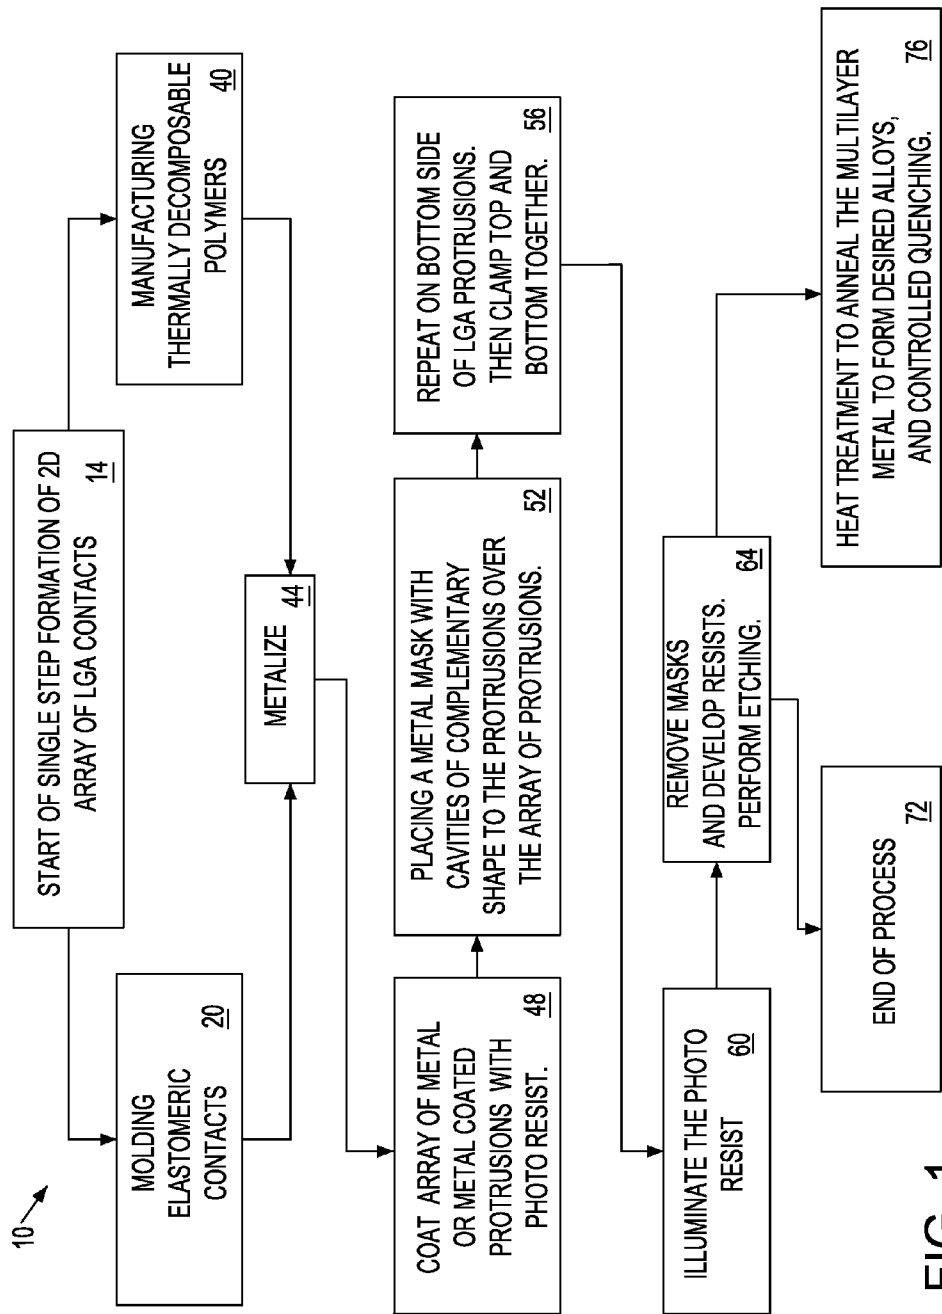 10
START OF SINGLE STEP FORMATION OF 2D
ARRAY OF LGA CONTACTS
14
MOLDING
ELASTOMERIC
CONTACTS
20
MANUFACTURING
THERMALLY DECOMPOSABLE
POLYMERS
40
METALIZE
44
COAT ARRAY OF METAL
OR METAL COATED
PROTRUSIONS WITH
PHOTO RESIST.
48
PLACING A METAL MASK WITH
CAVITIES OF COMPLEMENTARY
SHAPE TO THE PROTRUSIONS OVER
THE ARRAY OF PROTRUSIONS.
52
REPEAT ON BOTTOM SIDE
OF LGA PROTRUSIONS.
THEN CLAMP TOP AND
BOTTOM TOGETHER.
56
ILLUMINATE THE PHOTO
RESIST
60
REMOVE MASKS
AND DEVELOP RESISTS.
PERFORM ETCHING.
64
END OF PROCESS
72
HEAT TREATMENT TO ANNEAL THE MULTILAYER
METAL TO FORM DESIRED ALLOYS,
AND CONTROLLED QUENCHING.
76
FIG. 1